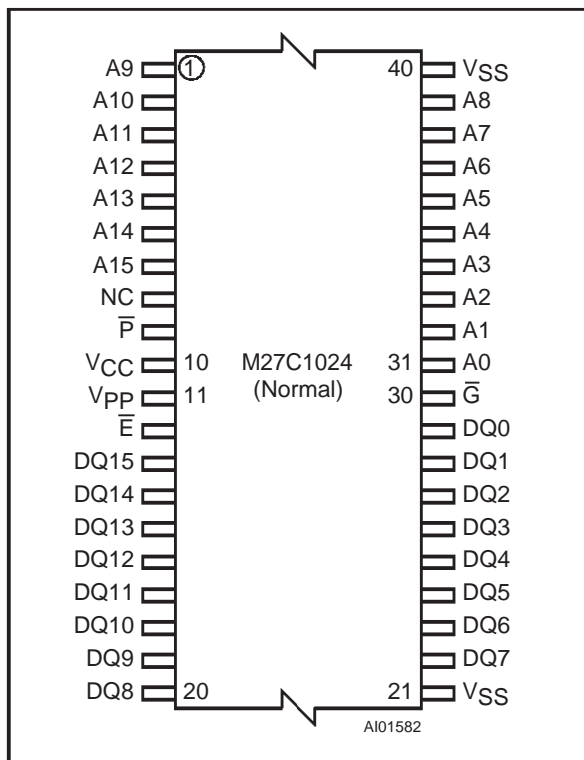 A9 1 40 VSS
A10 A8
A11 A7
A12 A6
A13 A5
A14 A4
A15 A3
NC A2
P̅ A1
VCC 10 M27C1024 31 A0
VPP 11 (Normal) 30 G̅
E̅ DQ0
DQ15 DQ1
DQ14 DQ2
DQ13 DQ3
DQ12 DQ4
DQ11 DQ5
DQ10 DQ6
DQ9 DQ7
DQ8 20 21 VSS
AI01582